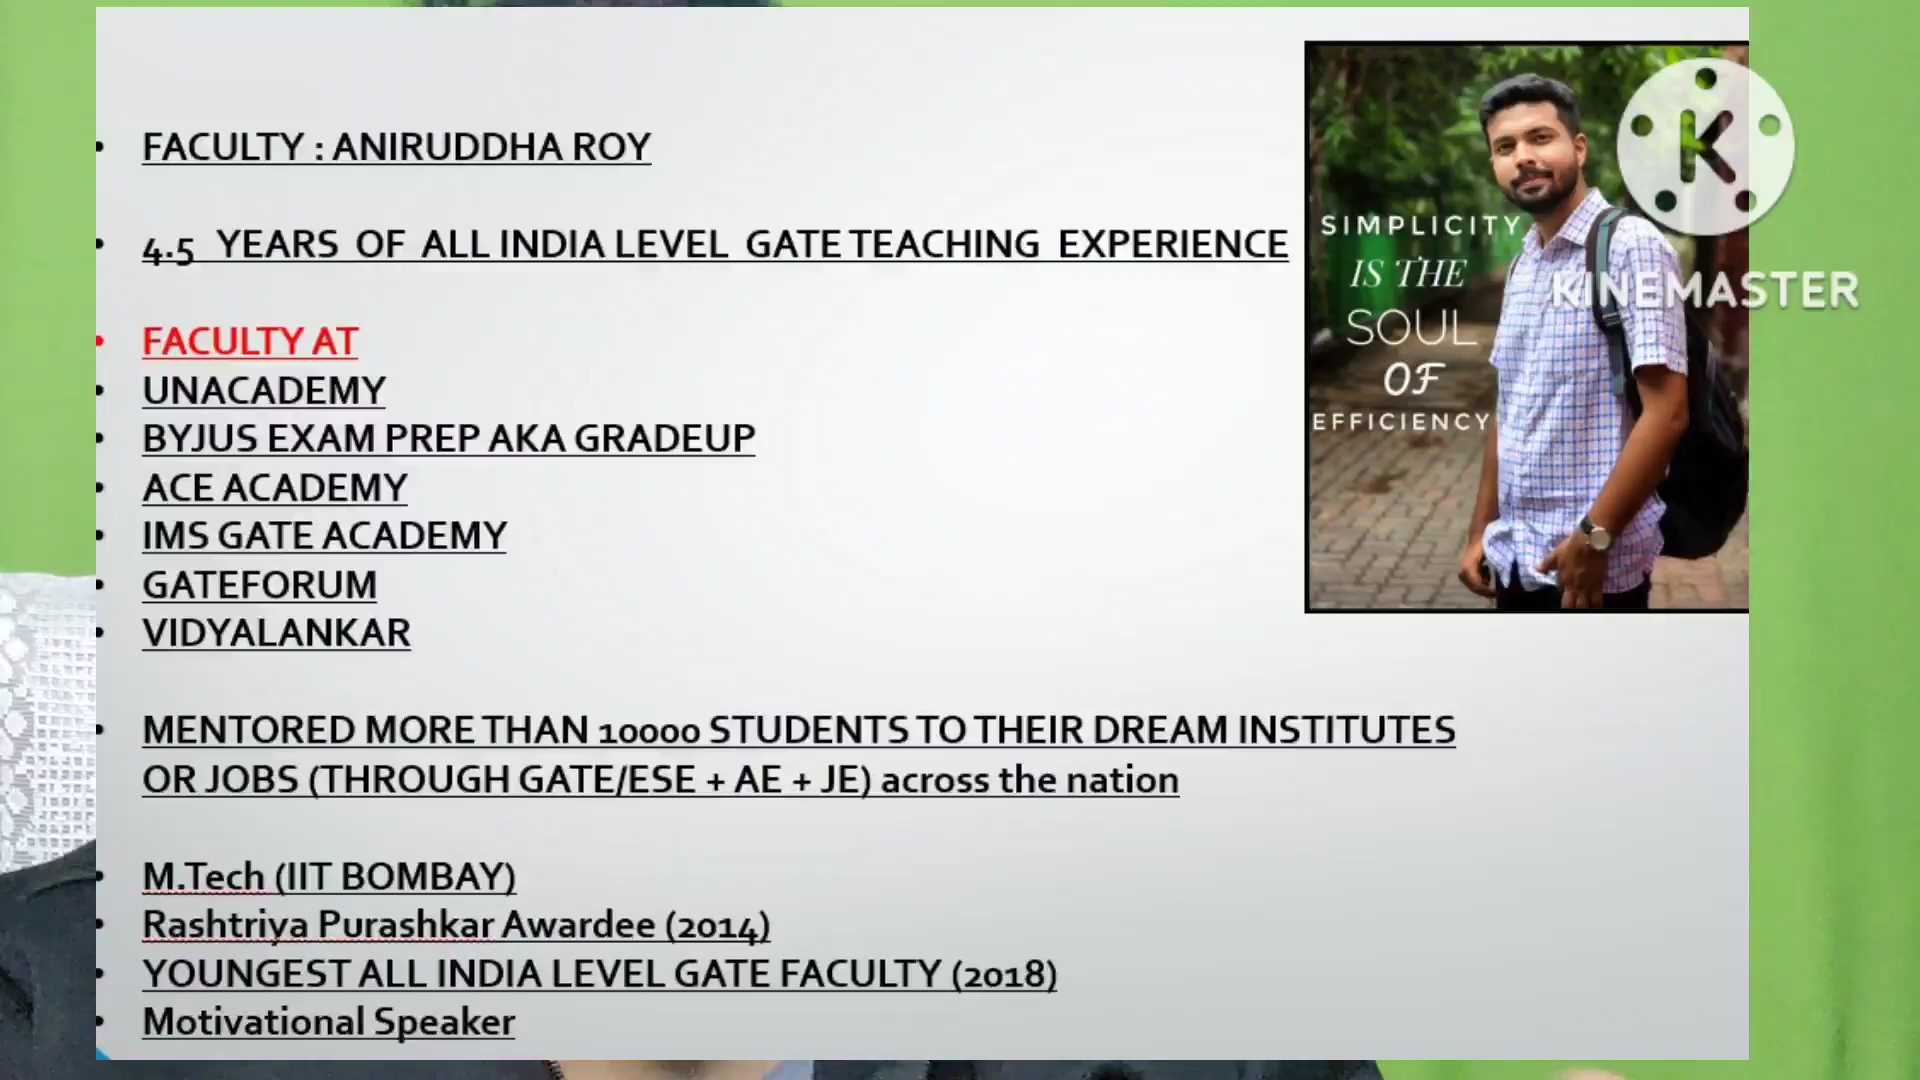 FACULTY : ANIRUDDHA ROY
4.5 YEARS OF ALL INDIA LEVEL GATE TEACHING EXPERIENCE
FACULTY AT
UNACADEMY
BYJUS EXAM PREP AKA GRADEUP
ACE ACADEMY
IMS GATE ACADEMY
GATEFORUM
VIDYALANKAR
MENTORED MORE THAN 10000 STUDENTS TO THEIR DREAM INSTITUTES
OR JOBS (THROUGH GATE/ESE + AE + JE) across the nation
M.Tech (IIT BOMBAY)
Rashtriya Purashkar Awardee (2014)
YOUNGEST ALL INDIA LEVEL GATE FACULTY (2018)
Motivational Speaker
SIMPLICITY
IS THE
SOUL
OF
EFFICIENCY
K
KINEMASTER